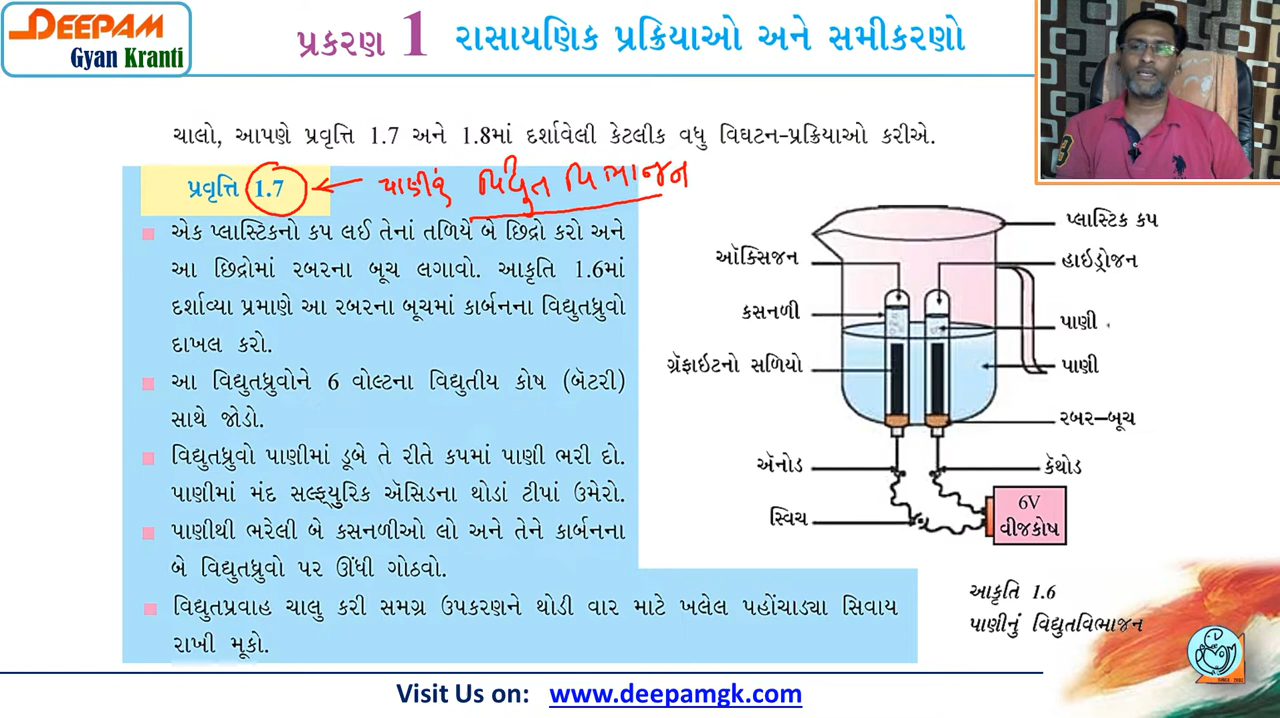 DEEPAM
Gyan Kranti
પ્રકરણ 1 રાસાયણિક પ્રક્રિયાઓ અને સમીકરણો
ચાલો, આપણે પ્રવૃત્તિ 1.7 અને 1.8માં દર્શાવેલી કેટલીક વધુ વિઘટન-પ્રક્રિયાઓ કરીએ.
પ્રવૃત્તિ 1.7
પાણીનું વિદ્યુત વિભાજન
એક પ્લાસ્ટિકનો કપ લઈ તેનાં તળિયે બે છિદ્રો કરો અને
આ છિદ્રોમાં રબરના બૂચ લગાવો. આકૃતિ 1.6માં
દર્શાવ્યા પ્રમાણે આ રબરના બૂચમાં કાર્બનના વિદ્યુતધ્રુવો
દાખલ કરો.
આ વિદ્યુતધ્રુવોને 6 વોલ્ટના વિદ્યુતીય કોષ (બૅટરી)
સાથે જોડો.
વિદ્યુતધ્રુવો પાણીમાં ડૂબે તે રીતે કપમાં પાણી ભરી દો.
પાણીમાં મંદ સલ્ફ્યુરિક ઍસિડના થોડાં ટીપાં ઉમેરો.
પાણીથી ભરેલી બે કસનળીઓ લો અને તેને કાર્બનના
બે વિદ્યુતધ્રુવો પર ઊંધી ગોઠવો.
વિદ્યુતપ્રવાહ ચાલુ કરી સમગ્ર ઉપકરણને થોડી વાર માટે ખલેલ પહોંચાડ્યા સિવાય
રાખી મૂકો.
પ્લાસ્ટિક કપ
ઑક્સિજન
હાઇડ્રોજન
કસનળી
પાણી
ગ્રૅફાઇટનો સળિયો
પાણી
રબર-બૂચ
ઍનોડ
કૅથોડ
સ્વિચ
6V
વીજકોષ
આકૃતિ 1.6
પાણીનું વિદ્યુતવિભાજન
Visit Us on: www.deepamgk.com